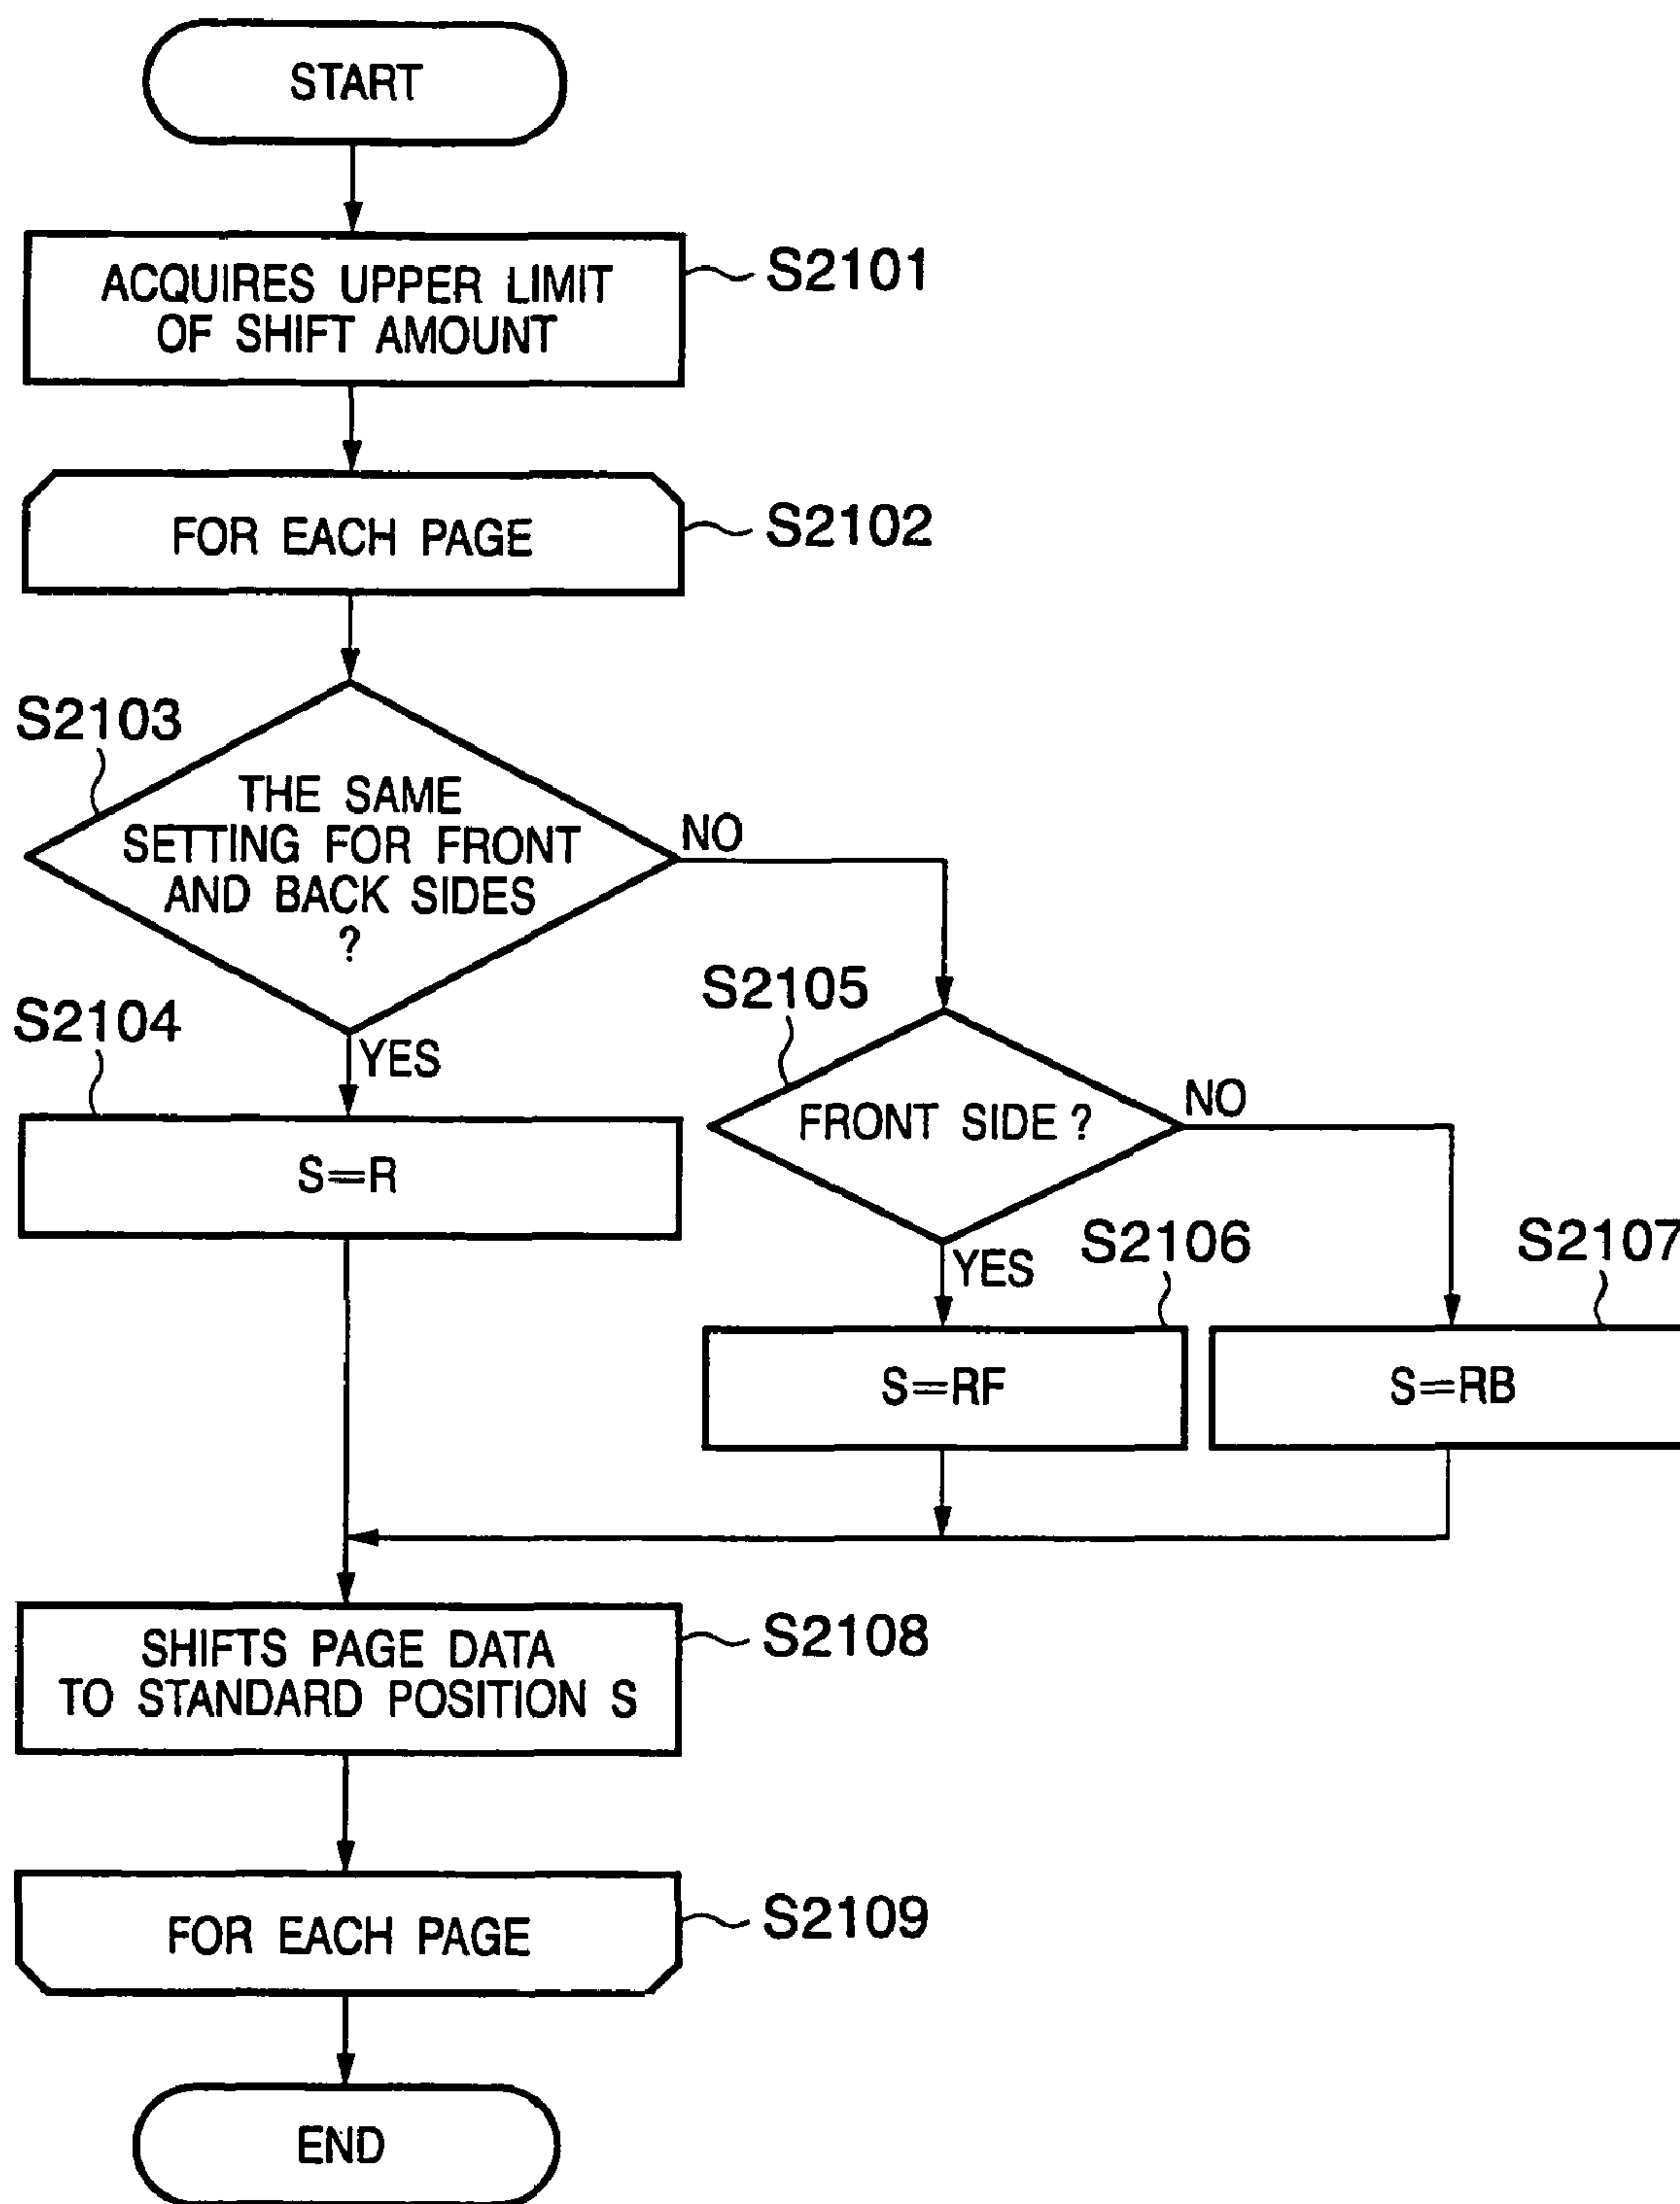 START
ACQUIRES UPPER LIMIT
OF SHIFT AMOUNT
S2101
FOR EACH PAGE
S2102
S2103
THE SAME
SETTING FOR FRONT
AND BACK SIDES
?
NO
YES
S2104
S=R
S2105
FRONT SIDE ?
NO
YES
S2106
S=RF
S2107
S=RB
SHIFTS PAGE DATA
TO STANDARD POSITION S
S2108
FOR EACH PAGE
S2109
END